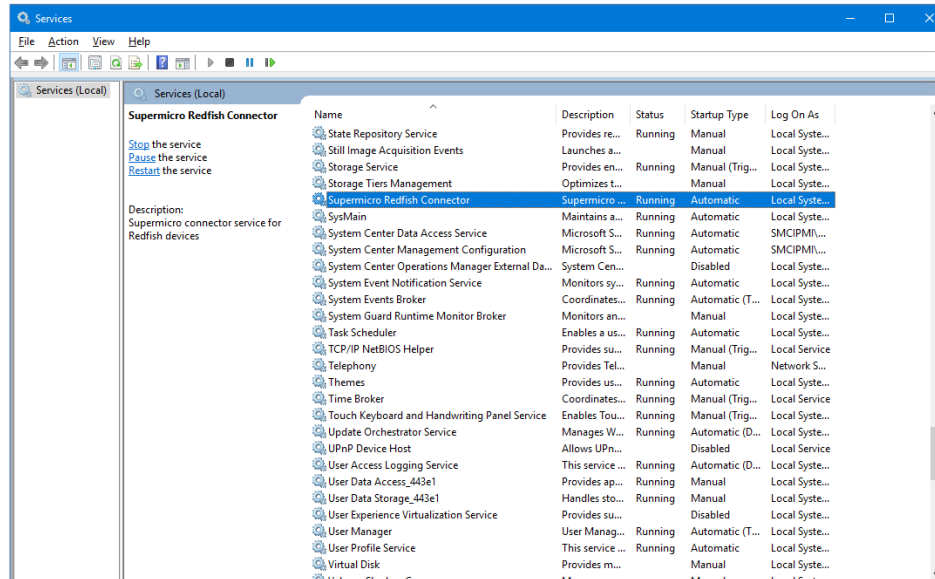 Services
File Action View Help
Services (Local)
Services (Local)
Supermicro Redfish Connector
Stop the service
Pause the service
Restart the service
Description:
Supermicro connector service for
Redfish devices
Name Description Status Startup Type Log On As
State Repository Service Provides re... Running Manual Local Syste...
Still Image Acquisition Events Launches a... Manual Local Syste...
Storage Service Provides en... Running Manual (Trig... Local Syste...
Storage Tiers Management Optimizes t... Manual Local Syste...
Supermicro Redfish Connector Supermicro ... Running Automatic Local Syste...
SysMain Maintains a... Running Automatic Local Syste...
System Center Data Access Service Microsoft S... Running Automatic SMCIPMI\...
System Center Management Configuration Microsoft S... Running Automatic SMCIPMI\...
System Center Operations Manager External Da... System Cen... Disabled Local Syste...
System Event Notification Service Monitors sy... Running Automatic Local Syste...
System Events Broker Coordinates... Running Automatic (T... Local Syste...
System Guard Runtime Monitor Broker Monitors an... Manual Local Syste...
Task Scheduler Enables a us... Running Automatic Local Syste...
TCP/IP NetBIOS Helper Provides su... Running Manual (Trig... Local Service
Telephony Provides Tel... Manual Network S...
Themes Provides us... Running Automatic Local Syste...
Time Broker Coordinates... Running Manual (Trig... Local Service
Touch Keyboard and Handwriting Panel Service Enables Tou... Running Manual (Trig... Local Syste...
Update Orchestrator Service Manages W... Running Automatic (D... Local Syste...
UPnP Device Host Allows UPn... Disabled Local Service
User Access Logging Service This service ... Running Automatic (D... Local Syste...
User Data Access_443e1 Provides ap... Running Manual Local Syste...
User Data Storage_443e1 Handles sto... Running Manual Local Syste...
User Experience Virtualization Service Provides su... Disabled Local Syste...
User Manager User Manag... Running Automatic (T... Local Syste...
User Profile Service This service ... Running Automatic Local Syste...
Virtual Disk Provides m... Manual Local Syste...